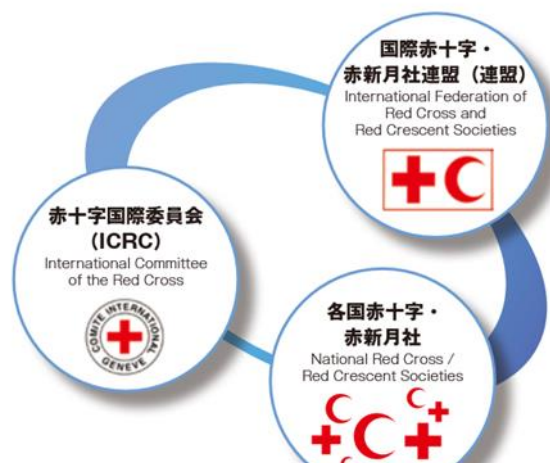 国際赤十字・
赤新月社連盟（連盟）
International Federation of
Red Cross and
Red Crescent Societies
赤十字国際委員会
（ICRC）
International Committee
of the Red Cross
COMITE INTERNATIONAL
GENEVE
各国赤十字・
赤新月社
National Red Cross /
Red Crescent Societies